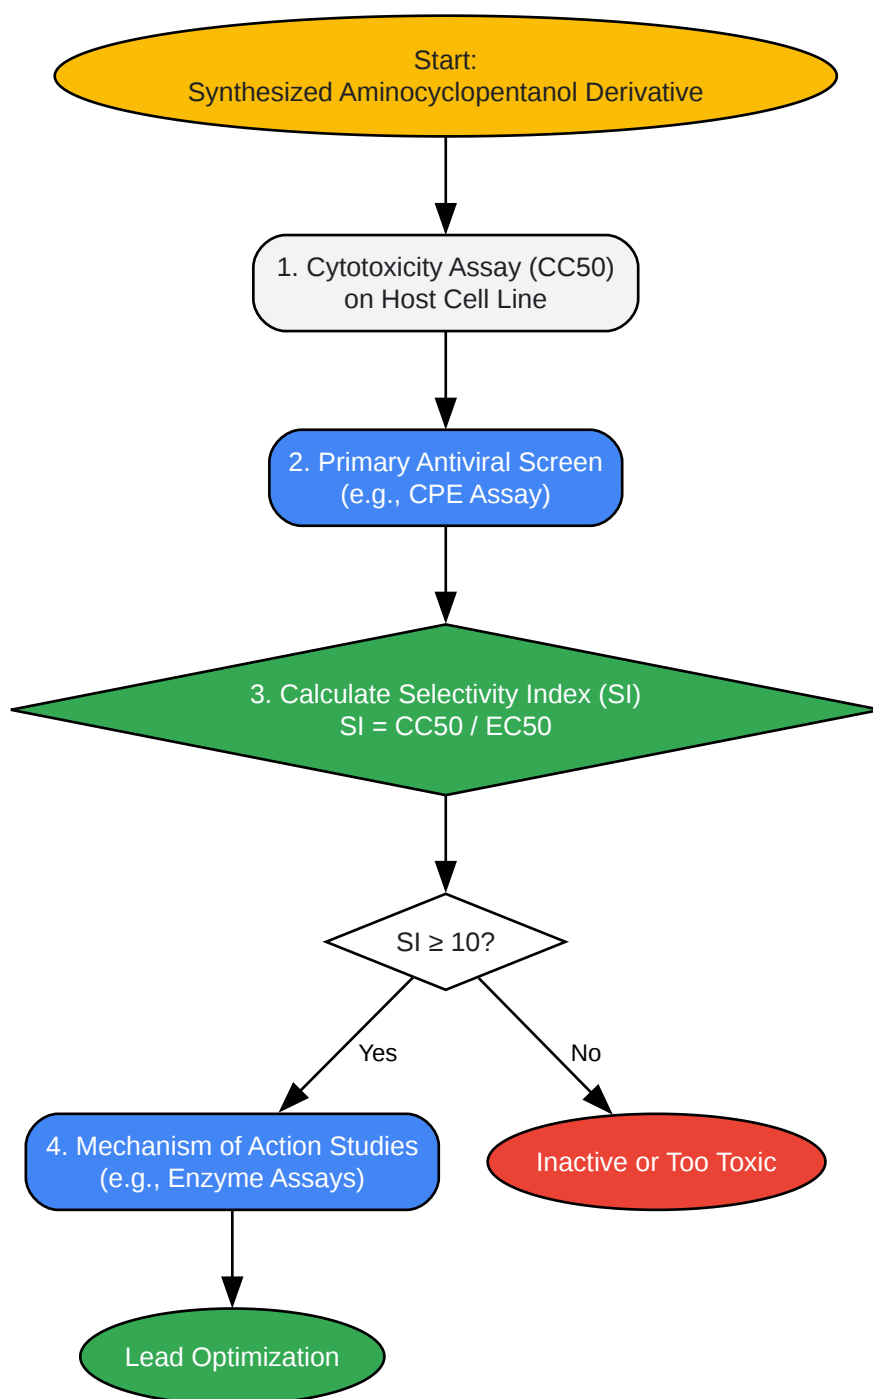 Start:
Synthesized Aminocyclopentanol Derivative
1. Cytotoxicity Assay (CC50)
on Host Cell Line
2. Primary Antiviral Screen
(e.g., CPE Assay)
3. Calculate Selectivity Index (SI)
SI = CC50 / EC50
SI ≥ 10?
Yes
No
4. Mechanism of Action Studies
(e.g., Enzyme Assays)
Inactive or Too Toxic
Lead Optimization